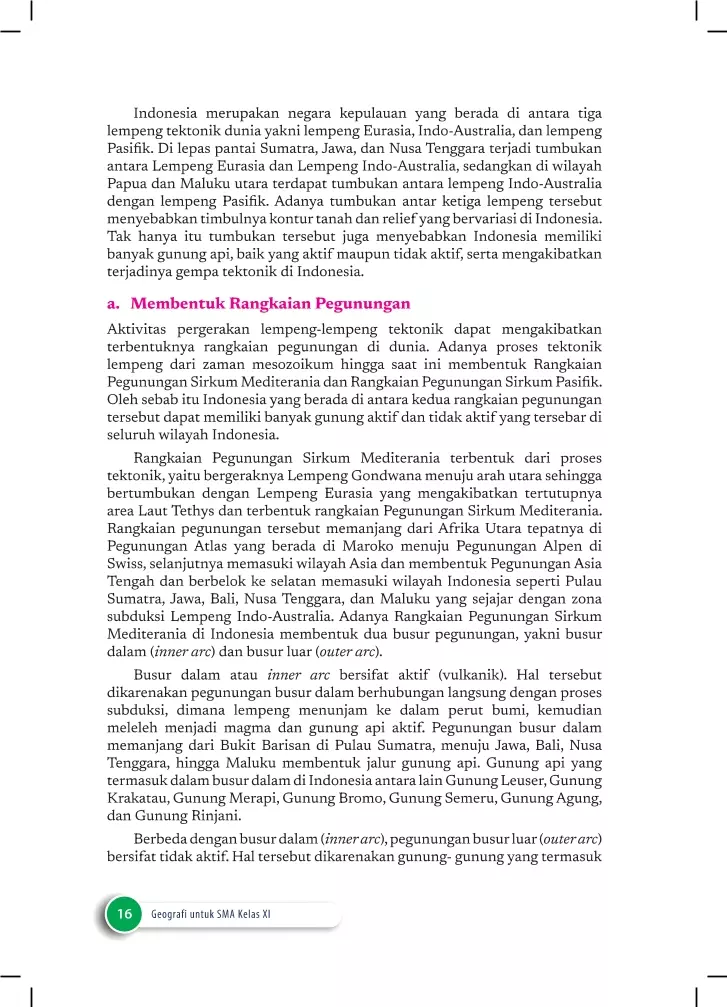 Indonesia merupakan negara kepulauan yang berada di antara tiga
lempeng tektonik dunia yakni lempeng Eurasia, Indo-Australia, dan lempeng
Pasifik. Di lepas pantai Sumatra, Jawa, dan Nusa Tenggara terjadi tumbukan
antara Lempeng Eurasia dan Lempeng Indo-Australia, sedangkan di wilayah
Papua dan Maluku utara terdapat tumbukan antara lempeng Indo-Australia
dengan lempeng Pasifik. Adanya tumbukan antar ketiga lempeng tersebut
menyebabkan timbulnya kontur tanah dan relief yang bervariasi di Indonesia.
Tak hanya itu tumbukan tersebut juga menyebabkan Indonesia memiliki
banyak gunung api, baik yang aktif maupun tidak aktif, serta mengakibatkan
terjadinya gempa tektonik di Indonesia.
a. Membentuk Rangkaian Pegunungan
Aktivitas pergerakan lempeng-lempeng tektonik dapat mengakibatkan
terbentuknya rangkaian pegunungan di dunia. Adanya proses tektonik
lempeng dari zaman mesozoikum hingga saat ini membentuk Rangkaian
Pegunungan Sirkum Mediterania dan Rangkaian Pegunungan Sirkum Pasifik.
Oleh sebab itu Indonesia yang berada di antara kedua rangkaian pegunungan
tersebut dapat memiliki banyak gunung aktif dan tidak aktif yang tersebar di
seluruh wilayah Indonesia.
Rangkaian Pegunungan Sirkum Mediterania terbentuk dari proses
tektonik, yaitu bergeraknya Lempeng Gondwana menuju arah utara sehingga
bertumbukan dengan Lempeng Eurasia yang mengakibatkan tertutupnya
area Laut Tethys dan terbentuk rangkaian Pegunungan Sirkum Mediterania.
Rangkaian pegunungan tersebut memanjang dari Afrika Utara tepatnya di
Pegunungan Atlas yang berada di Maroko menuju Pegunungan Alpen di
Swiss, selanjutnya memasuki wilayah Asia dan membentuk Pegunungan Asia
Tengah dan berbelok ke selatan memasuki wilayah Indonesia seperti Pulau
Sumatra, Jawa, Bali, Nusa Tenggara, dan Maluku yang sejajar dengan zona
subduksi Lempeng Indo-Australia. Adanya Rangkaian Pegunungan Sirkum
Mediterania di Indonesia membentuk dua busur pegunungan, yakni busur
dalam (inner arc) dan busur luar (outer arc).
Busur dalam atau inner arc bersifat aktif (vulkanik). Hal tersebut
dikarenakan pegunungan busur dalam berhubungan langsung dengan proses
subduksi, dimana lempeng menunjam ke dalam perut bumi, kemudian
meleleh menjadi magma dan gunung api aktif. Pegunungan busur dalam
memanjang dari Bukit Barisan di Pulau Sumatra, menuju Jawa, Bali, Nusa
Tenggara, hingga Maluku membentuk jalur gunung api. Gunung api yang
termasuk dalam busur dalam di Indonesia antara lain Gunung Leuser, Gunung
Krakatau, Gunung Merapi, Gunung Bromo, Gunung Semeru, Gunung Agung,
dan Gunung Rinjani.
Berbeda dengan busur dalam (inner arc), pegunungan busur luar (outer arc)
bersifat tidak aktif. Hal tersebut dikarenakan gunung- gunung yang termasuk
16 Geografi untuk SMA Kelas XI